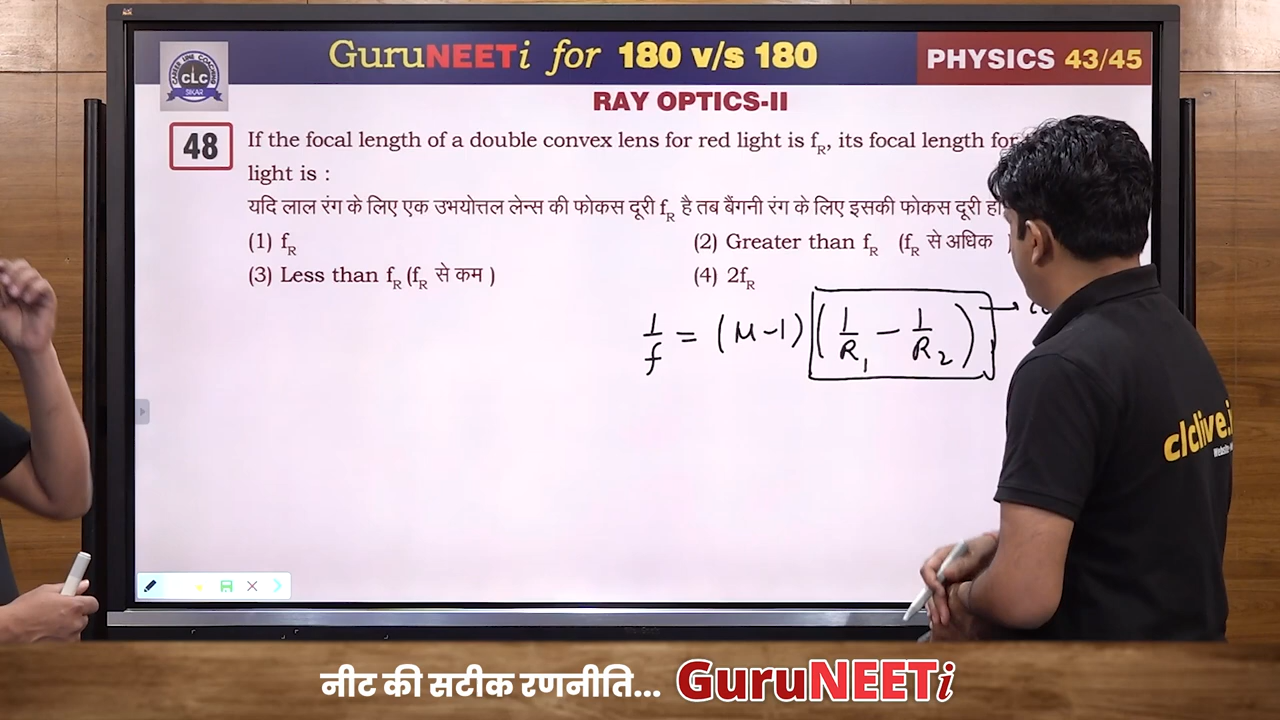 CAREER LINE COACHING
CLC
SIKAR
GuruNEETi for 180 v/s 180
PHYSICS 43/45
RAY OPTICS-II
48
If the focal length of a double convex lens for red light is f_R, its focal length for
light is :
यदि लाल रंग के लिए एक उभयोत्तल लेन्स की फोकस दूरी f_R है तब बैंगनी रंग के लिए इसकी फोकस दूरी
(1) f_R
(2) Greater than f_R (f_R से अधिक
(3) Less than f_R (f_R से कम )
(4) 2f_R
1/f = (μ-1) (1/R₁ - 1/R₂) →
clclive.i
नीट की सटीक रणनीति... GuruNEETi